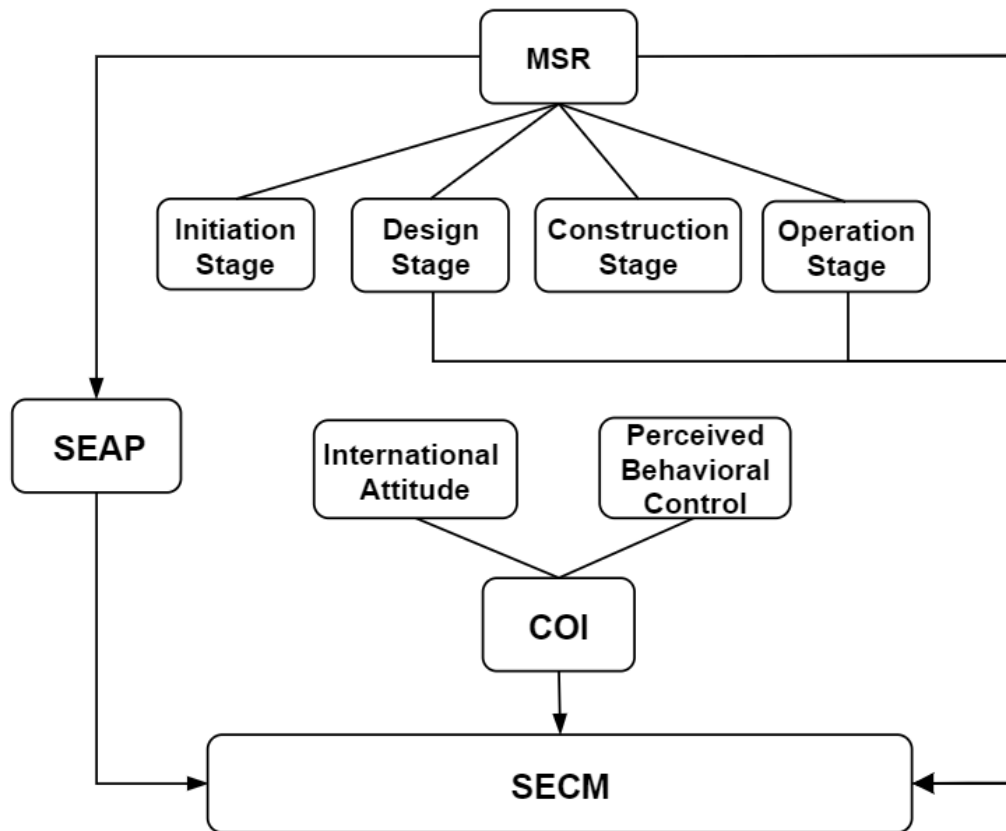 MSR
Initiation
Stage
Design
Stage
Construction
Stage
Operation
Stage
SEAP
International
Attitude
Perceived
Behavioral
Control
COI
SECM